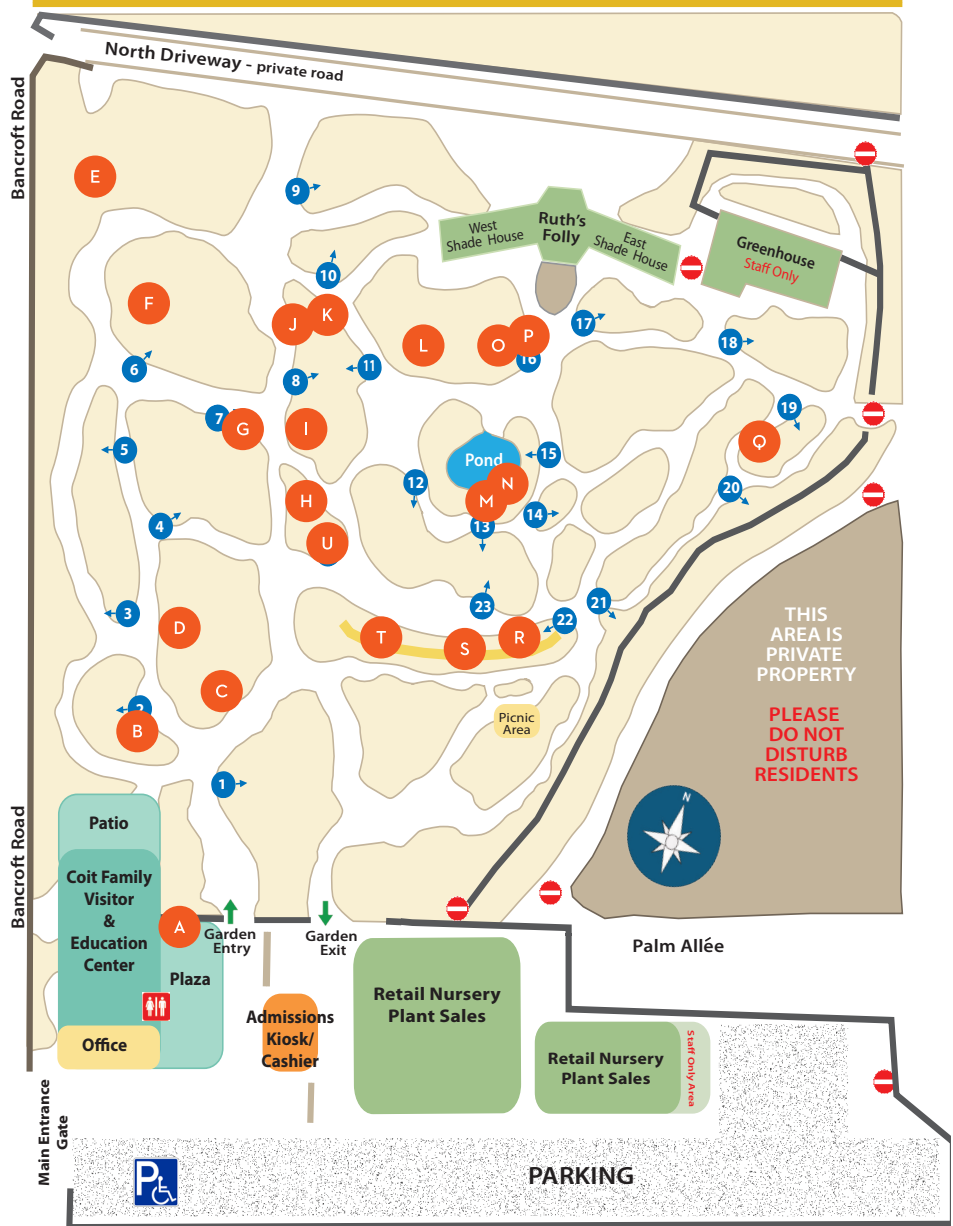 North Driveway - private road
Bancroft Road
E
9
West
Shade House
Ruth's
Folly
East
Shade House
Greenhouse
Staff Only
10
F
J
K
L
O
P
16
17
18
6
8
11
7
G
I
19
Q
5
Pond
15
12
N
M
H
14
20
4
13
U
3
D
23
21
22
T
S
R
THIS
AREA IS
PRIVATE
PROPERTY
PLEASE
DO NOT
DISTURB
RESIDENTS
C
2
B
Picnic
Area
1
N
Patio
Bancroft Road
Coit Family
Visitor
&
Education
Center
A
Garden
Entry
Garden
Exit
Palm Allée
Plaza
Retail Nursery
Plant Sales
Admissions
Kiosk/
Cashier
Office
Retail Nursery
Plant Sales
Staff Only Area
Main Entrance
Gate
P
PARKING